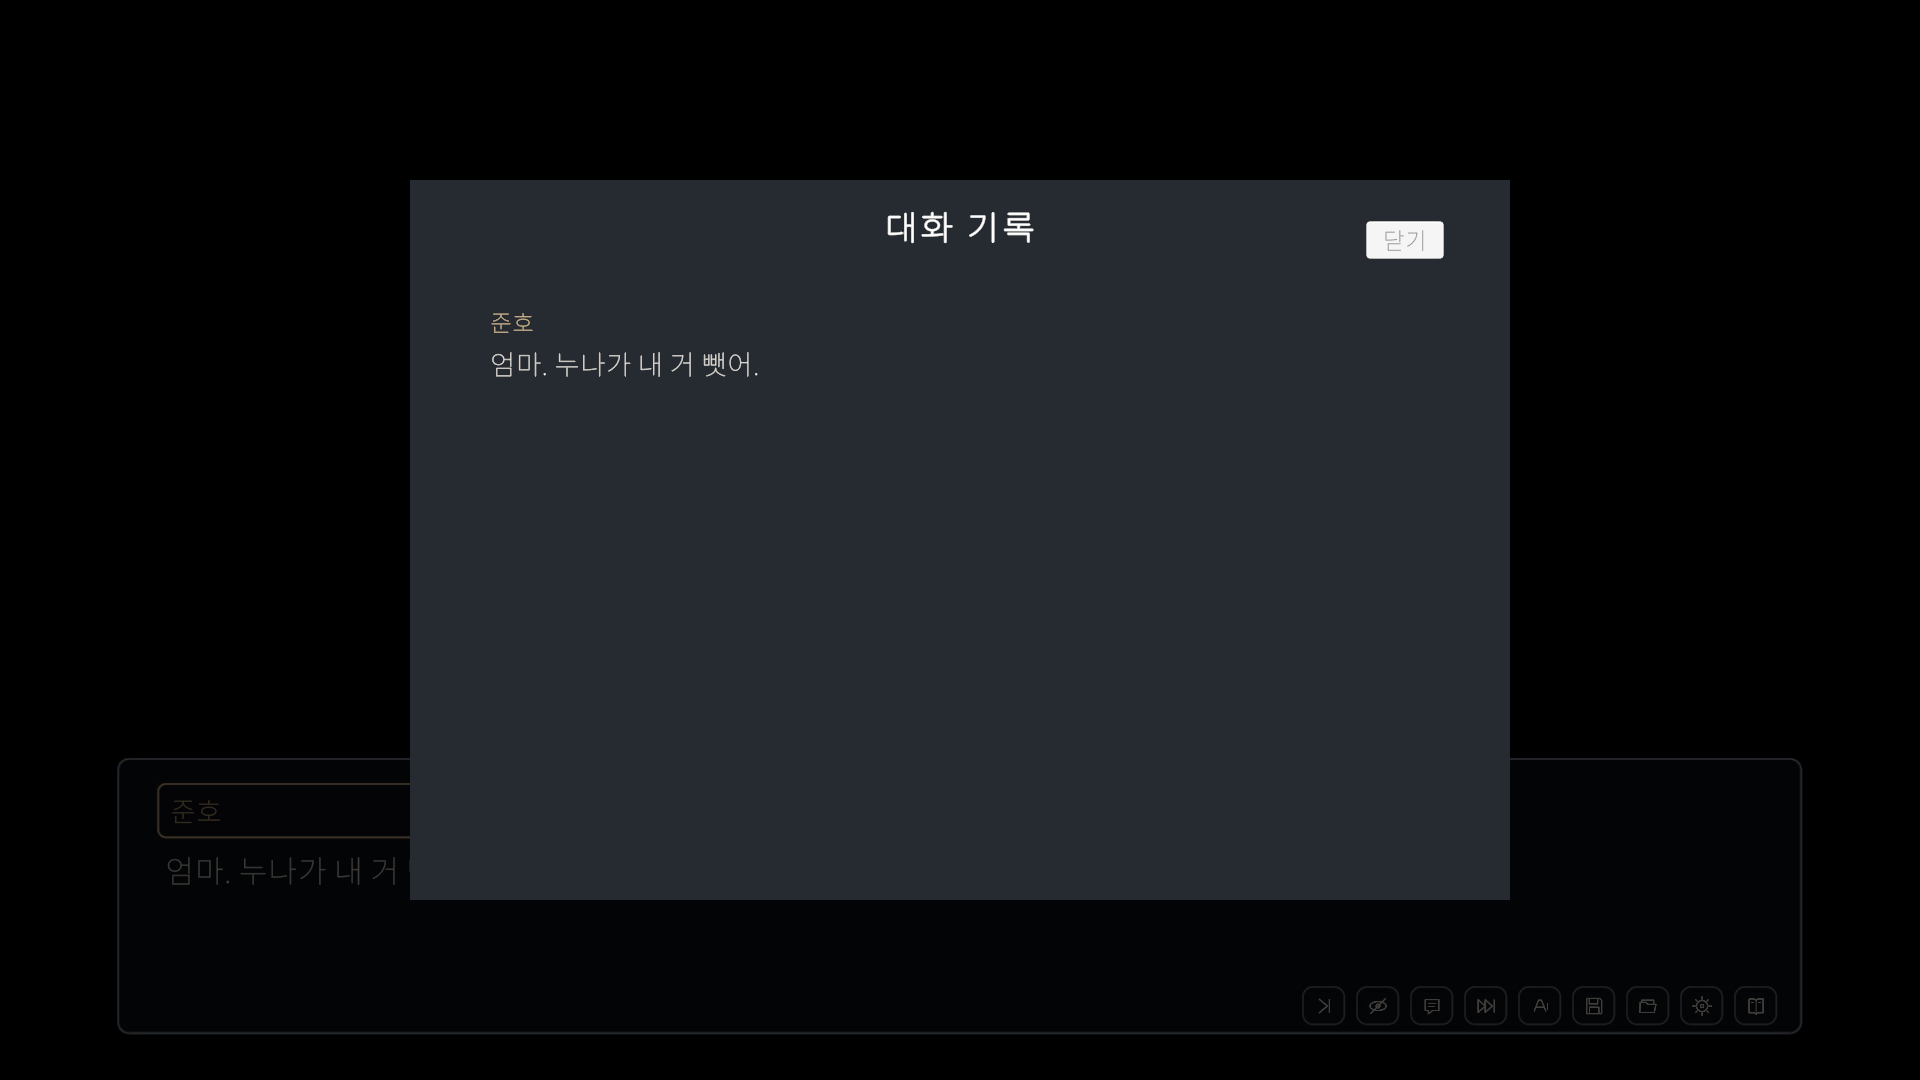 대화 기록
닫기
준호
엄마. 누나가 내 거 뺏어.
준호
엄마. 누나가 내 거